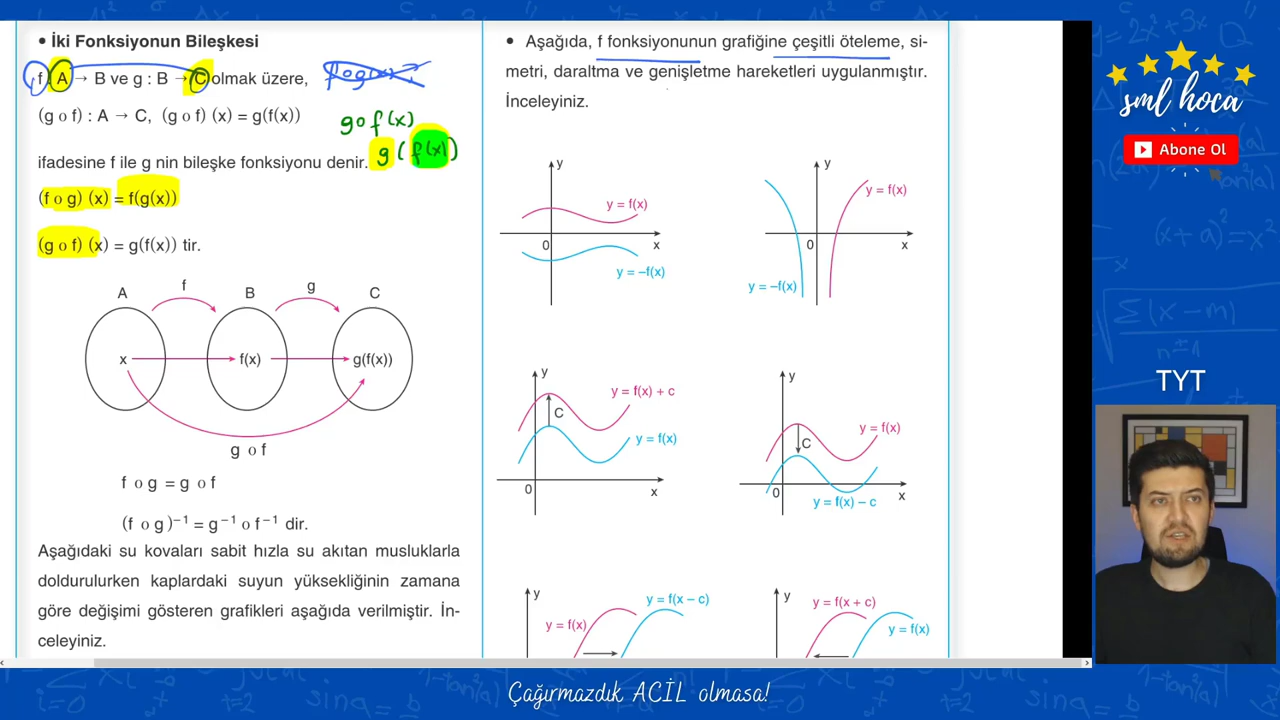 • İki Fonksiyonun Bileşkesi
f A → B ve g : B → C olmak üzere,
(g o f) : A → C, (g o f) (x) = g(f(x))
gof(x)
g(f(x))
ifadesine f ile g nin bileşke fonksiyonu denir.
(f o g) (x) = f(g(x))
(g o f) (x) = g(f(x)) tir.
A f B g C
x f(x) g(f(x))
g o f
f o g = g o f
(f o g)⁻¹ = g⁻¹ o f⁻¹ dir.
Aşağıdaki su kovaları sabit hızla su akıtan musluklarla
doldurulurken kaplardaki suyun yüksekliğinin zamana
göre değişimi gösteren grafikleri aşağıda verilmiştir. İn-
celeyiniz.
• Aşağıda, f fonksiyonunun grafiğine çeşitli öteleme, si-
metri, daraltma ve genişletme hareketleri uygulanmıştır.
İnceleyiniz.
y
y = f(x)
0 x
y = –f(x)
y
y = f(x)
0 x
y = –f(x)
y
y = f(x) + c
C
y = f(x)
0 x
y
y = f(x)
C
0 x
y = f(x) – c
y
y = f(x – c)
y = f(x)
y
y = f(x + c)
y = f(x)
sml hoca
Abone Ol
TYT
Çağırmazdık ACİL olmasa!